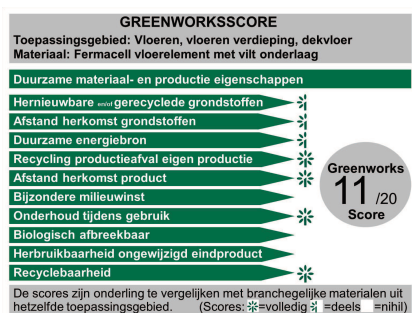 GREENWORKSSCORE
Toepassingsgebied: Vloeren, vloeren verdieping, dekvloer
Materiaal: Fermacell vloerelement met vilt onderlaag
Duurzame materiaal- en productie eigenschappen
Hernieuwbare en/of gerecyclede grondstoffen
Afstand herkomst grondstoffen
Duurzame energiebron
Recycling productieafval eigen productie
Afstand herkomst product
Bijzondere milieuwinst
Onderhoud tijdens gebruik
Biologisch afbreekbaar
Herbruikbaarheid ongewijzigd eindproduct
Recyclebaarheid
Greenworks
11 /20
Score
De scores zijn onderling te vergelijken met branchegelijke materialen uit
hetzelfde toepassingsgebied. (Scores: =volledig =deels =nihil)